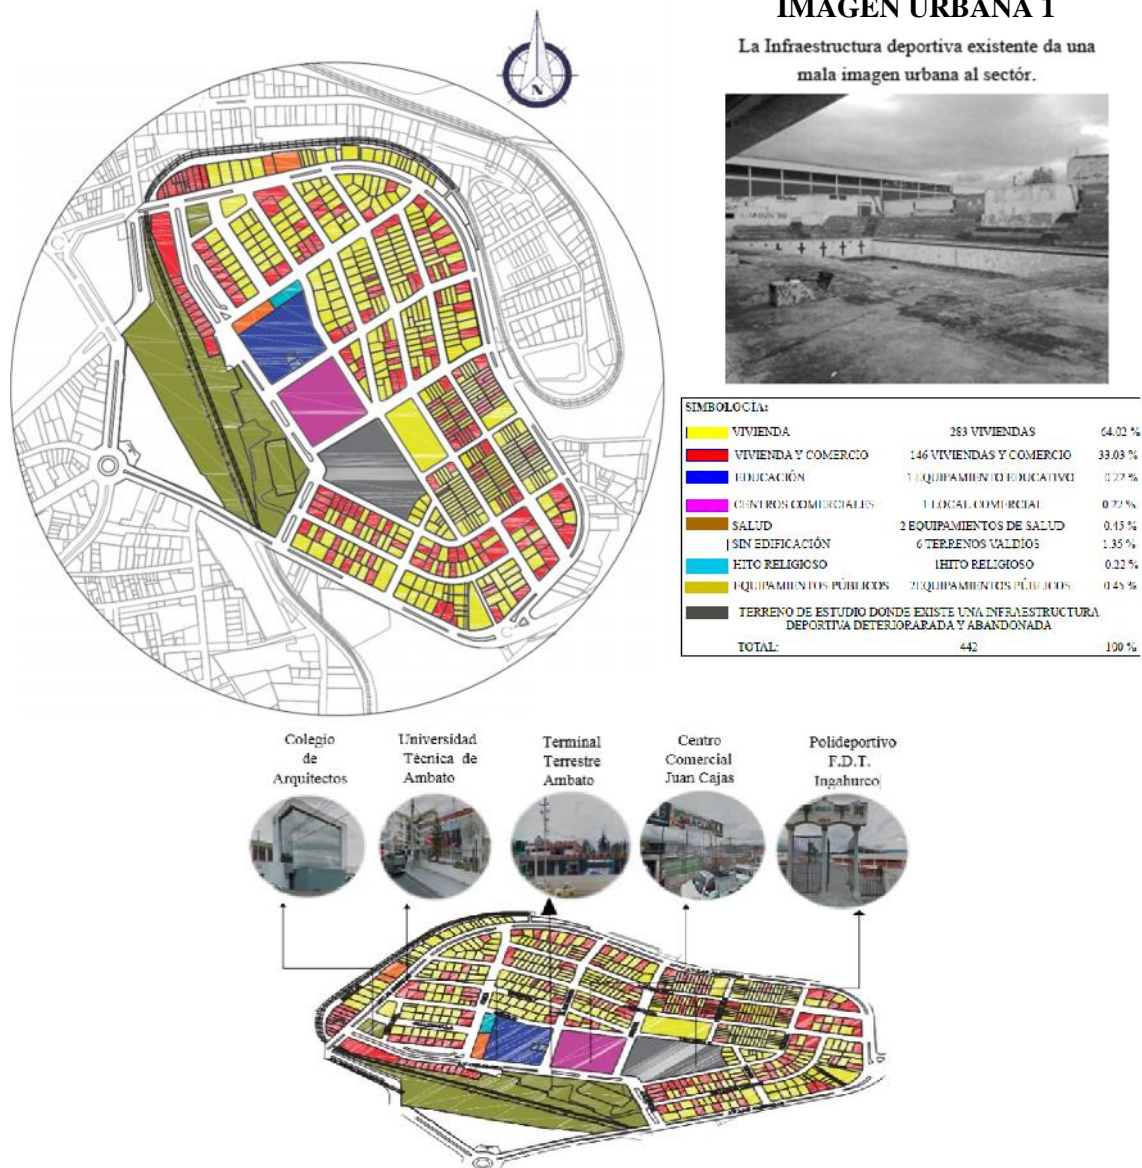 IMAGEN URBANA 1
La Infraestructura deportiva existente da una
mala imagen urbana al sectór.
N
SIMBOLOGÍA:
VIVIENDA 283 VIVIENDAS 64.02 %
VIVIENDA Y COMERCIO 146 VIVIENDAS Y COMERCIO 33.03 %
EDUCACIÓN 1 EQUIPAMIENTO EDUCATIVO 0.22 %
CENTROS COMERCIALES 1 LOCAL COMERCIAL 0.22 %
SALUD 2 EQUIPAMIENTOS DE SALUD 0.45 %
SIN EDIFICACIÓN 6 TERRENOS VALDÍOS 1.35 %
HITO RELIGIOSO 1HITO RELIGIOSO 0.22 %
EQUIPAMIENTOS PÚBLICOS 2EQUIPAMIENTOS PÚBLICOS 0.45 %
TERRENO DE ESTUDIO DONDE EXISTE UNA INFRAESTRUCTURA
DEPORTIVA DETERIORARADA Y ABANDONADA
TOTAL: 442 100 %
Colegio
de
Arquitectos
Universidad
Técnica de
Ambato
Terminal
Terrestre
Ambato
Centro
Comercial
Juan Cajas
Polideportivo
F.D.T.
Ingahurco